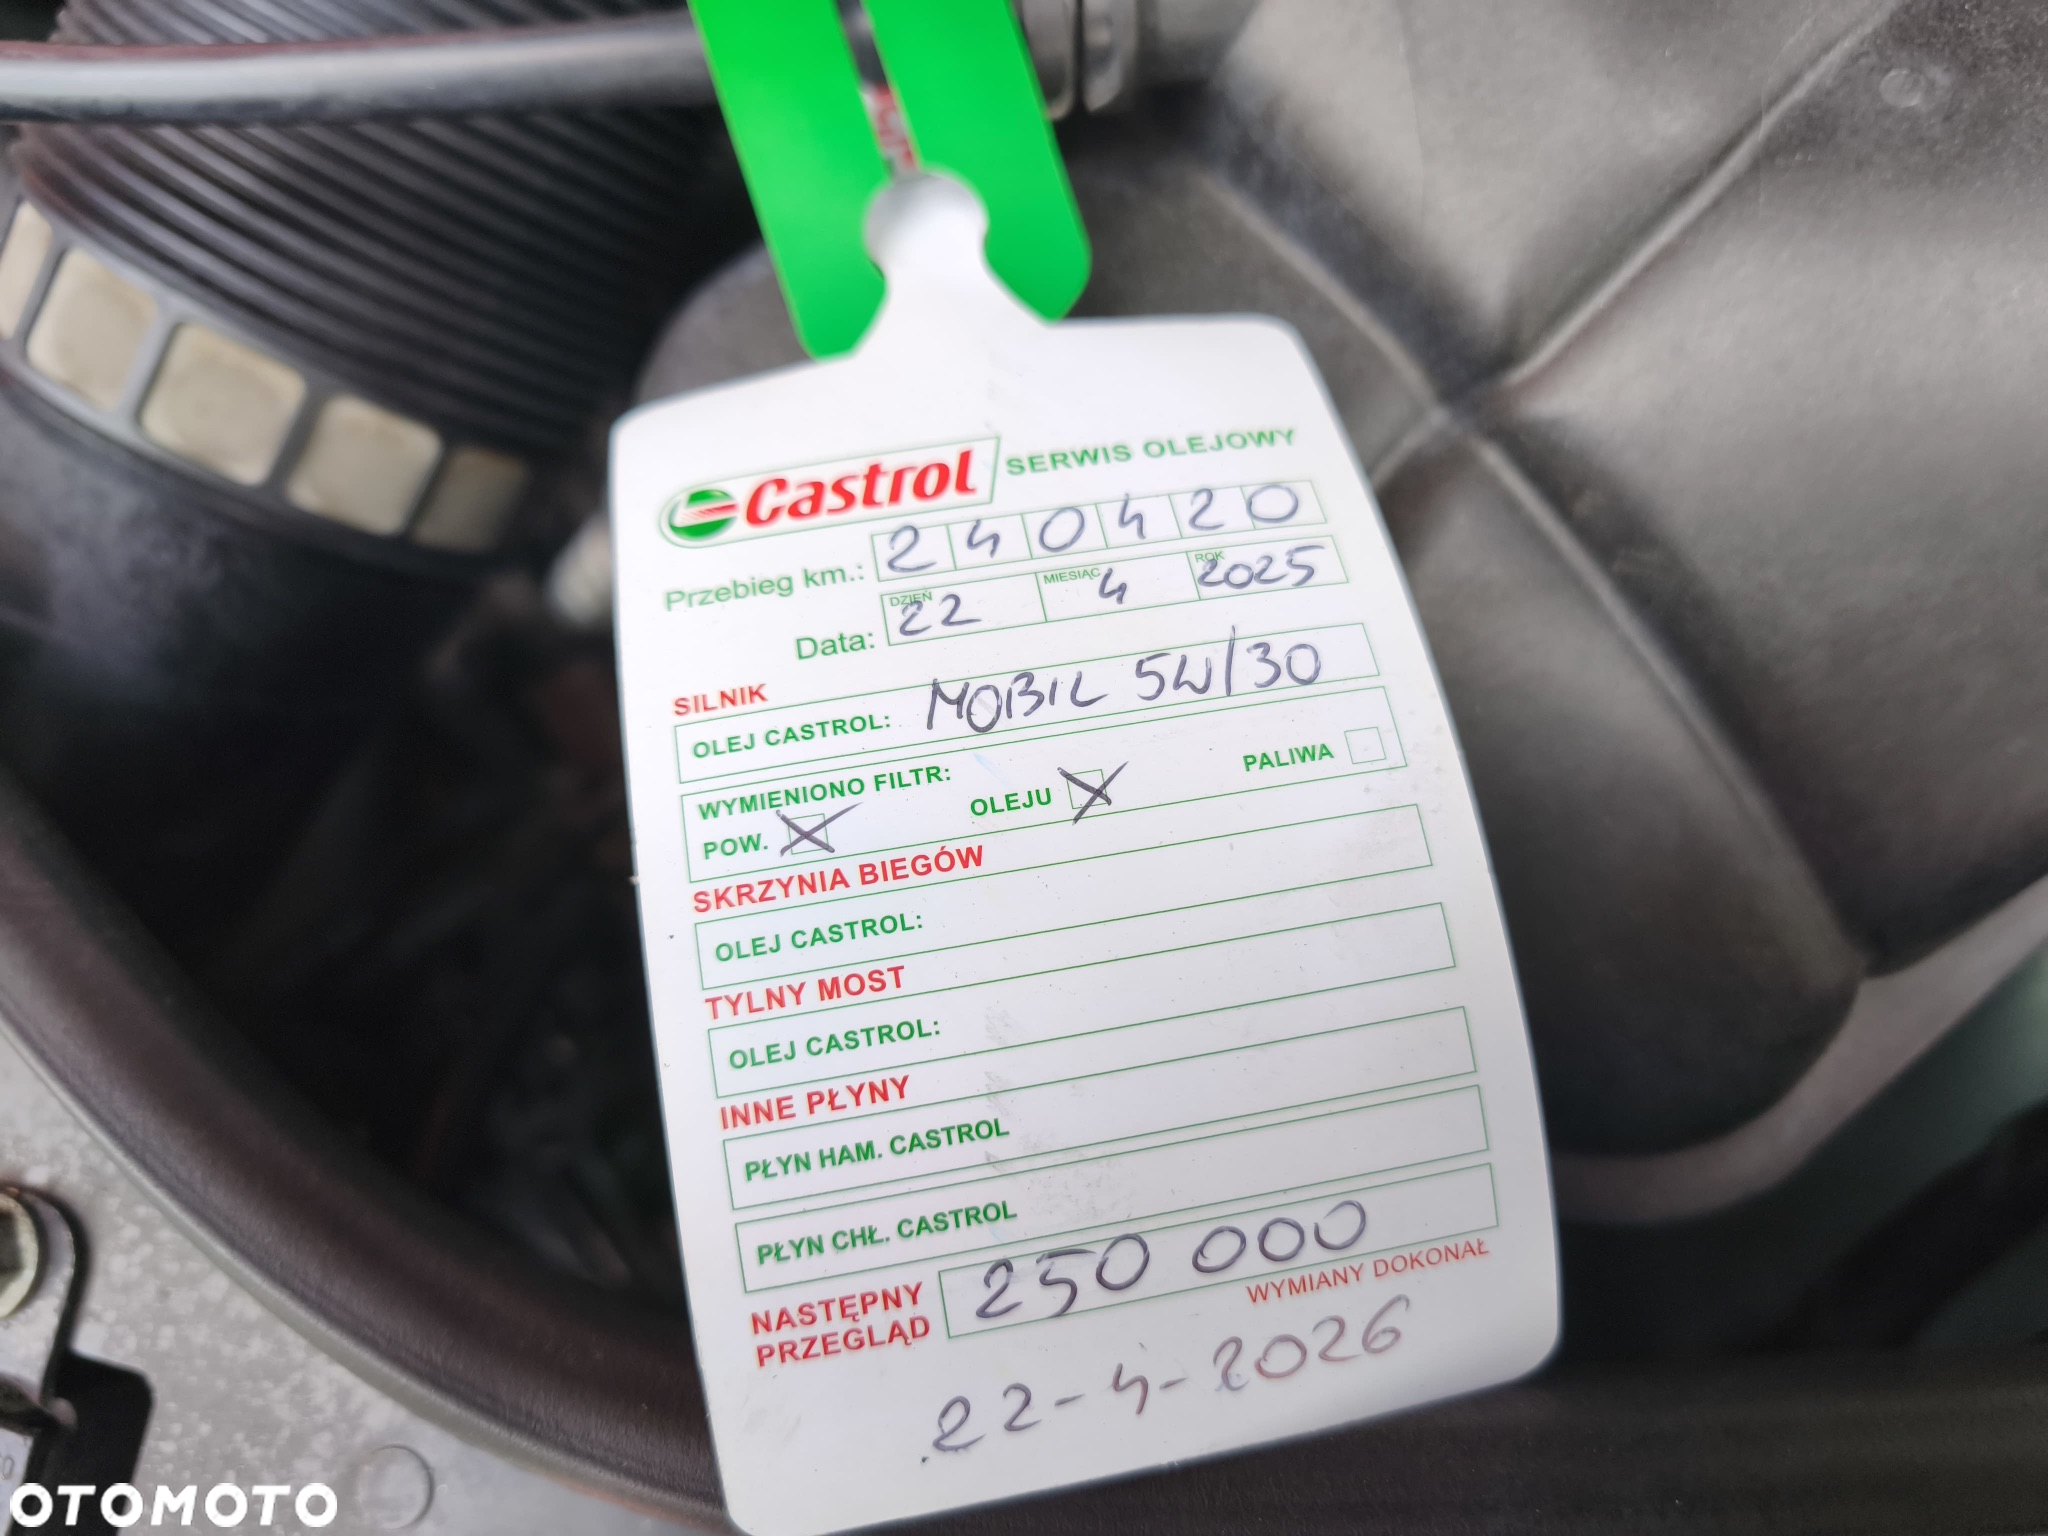 Castrol SERWIS OLEJOWY
Przebieg km.: 240420
DZIEŃ MIESIĄC ROK
Data: 22 4 2025
SILNIK
OLEJ CASTROL: MOBIL 5W/30
WYMIENIONO FILTR:
POW. X OLEJU X PALIWA
SKRZYNIA BIEGÓW
OLEJ CASTROL:
TYLNY MOST
OLEJ CASTROL:
INNE PŁYNY
PŁYN HAM. CASTROL
PŁYN CHŁ. CASTROL
NASTĘPNY
PRZEGLĄD 250 000
WYMIANY DOKONAŁ
22-4-2026
OTOMOTO